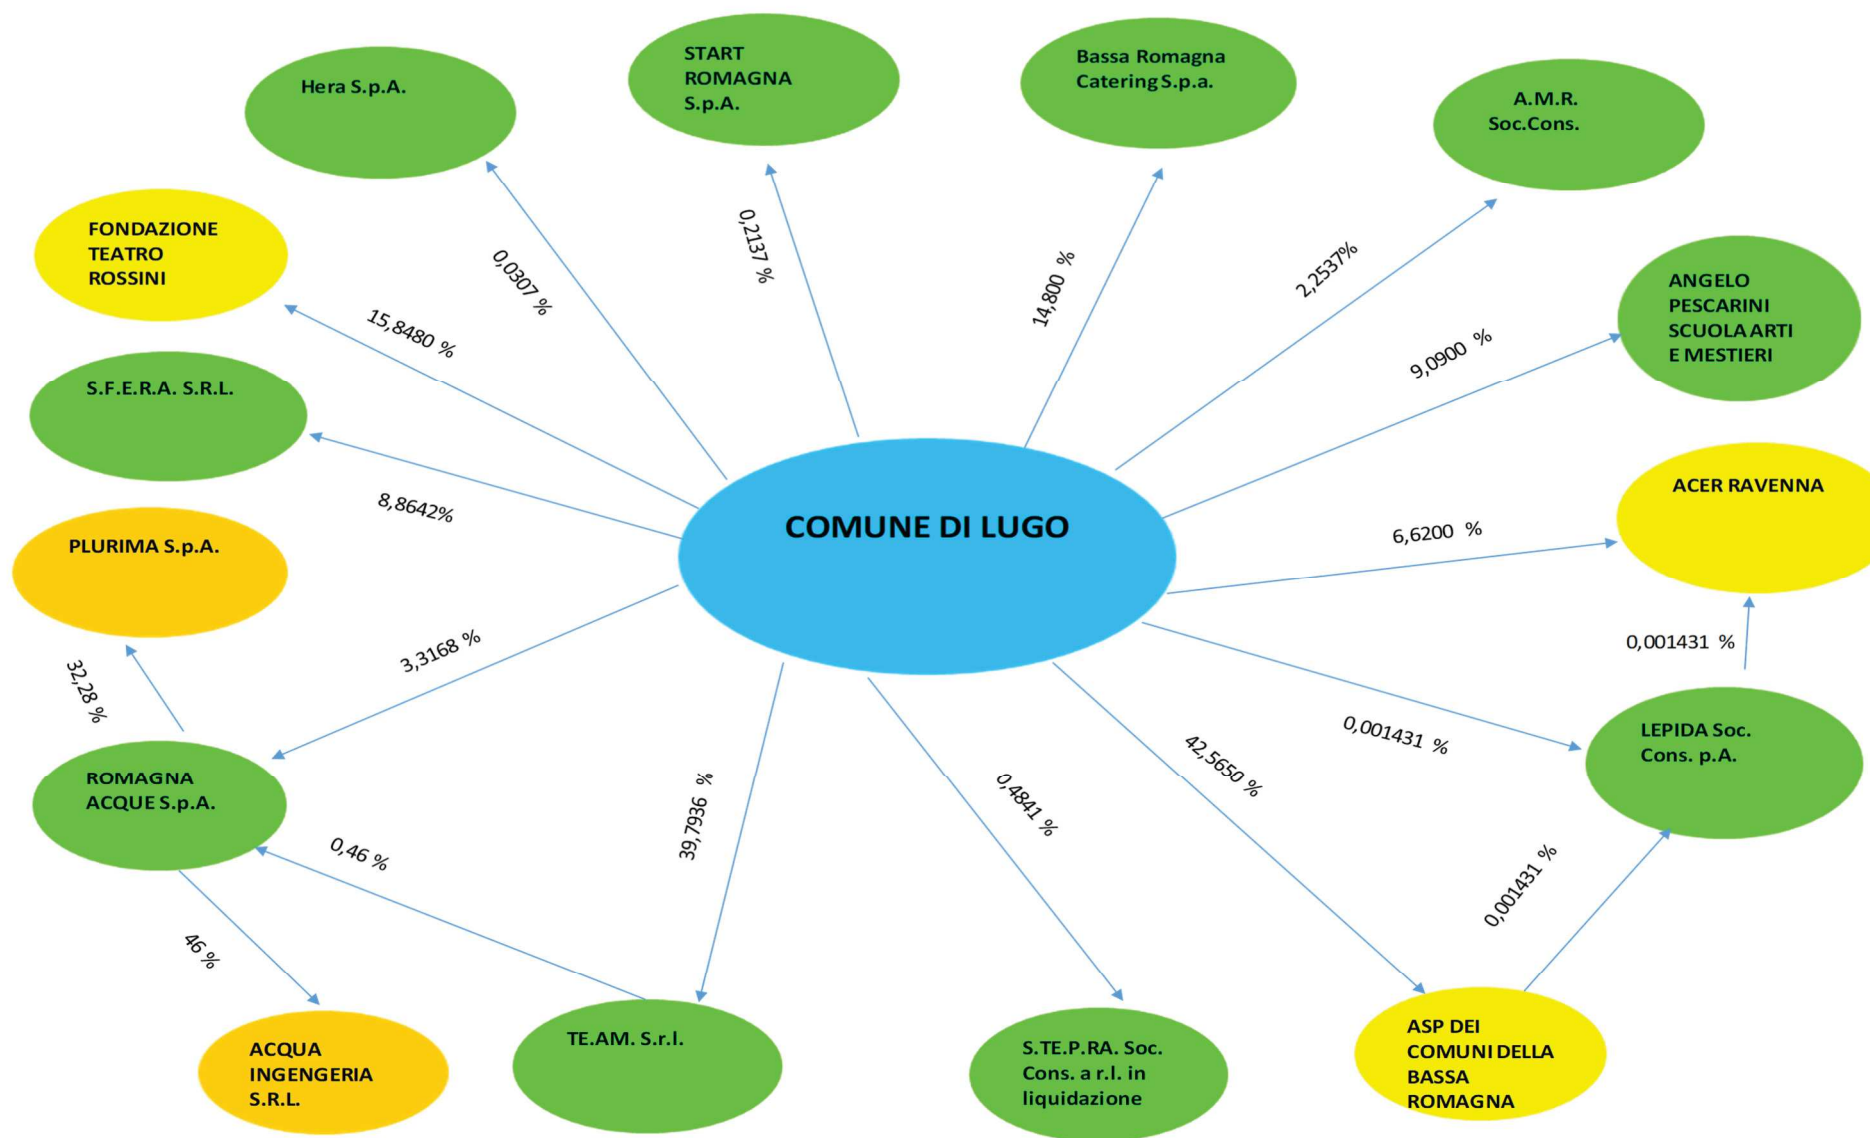 START
ROMAGNA
S.p.A.
Bassa Romagna
Catering S.p.a.
Hera S.p.A.
A.M.R.
Soc.Cons.
FONDAZIONE
TEATRO
ROSSINI
0,0307 %
0,2137 %
14,800 %
2,2537%
ANGELO
PESCARINI
SCUOLA ARTI
E MESTIERI
15,8480 %
9,0900 %
S.F.E.R.A. S.R.L.
8,8642%
COMUNE DI LUGO
ACER RAVENNA
6,6200 %
PLURIMA S.p.A.
3,3168 %
32,28 %
0,001431 %
0,001431 %
LEPIDA Soc.
Cons. p.A.
ROMAGNA
ACQUE S.p.A.
0,46 %
39,7936 %
0,4841 %
42,5650 %
0,001431 %
46 %
ACQUA
INGENGERIA
S.R.L.
TE.AM. S.r.l.
S.TE.P.RA. Soc.
Cons. a r.l. in
liquidazione
ASP DEI
COMUNI DELLA
BASSA
ROMAGNA